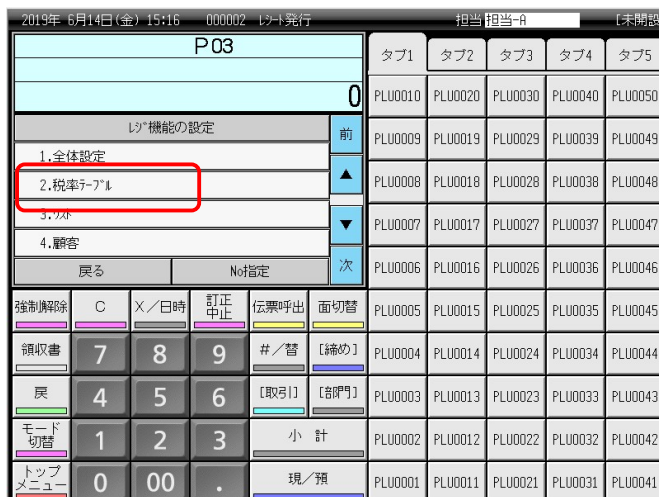 2019年 6月14日(金) 15:16 000002 ﾚｼｰﾄ発行 担当 担当-A [未開設
P03
0
ﾚｼﾞ機能の設定
1.全体設定
2.税率ﾃｰﾌﾞﾙ
3.ﾘｽﾄ
4.顧客
戻る No指定
前
▲
▼
次
タブ1 タブ2 タブ3 タブ4 タブ5
PLU0010 PLU0020 PLU0030 PLU0040 PLU0050
PLU0009 PLU0019 PLU0029 PLU0039 PLU0049
PLU0008 PLU0018 PLU0028 PLU0038 PLU0048
PLU0007 PLU0017 PLU0027 PLU0037 PLU0047
PLU0006 PLU0016 PLU0026 PLU0036 PLU0046
PLU0005 PLU0015 PLU0025 PLU0035 PLU0045
PLU0004 PLU0014 PLU0024 PLU0034 PLU0044
PLU0003 PLU0013 PLU0023 PLU0033 PLU0043
PLU0002 PLU0012 PLU0022 PLU0032 PLU0042
PLU0001 PLU0011 PLU0021 PLU0031 PLU0041
強制解除 C X／日時 訂正
中止 伝票呼出 面切替
領収書 7 8 9 #／替 [締め]
戻 4 5 6 [取引] [部門]
モード
切替 1 2 3 小 計
トップ
メニュー 0 00 . 現／預